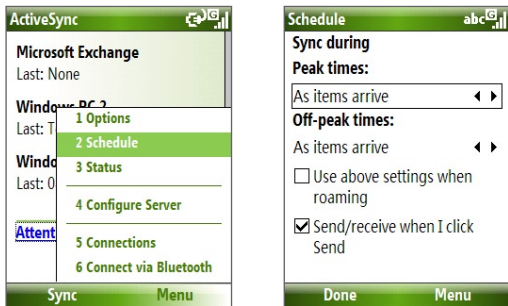 ActiveSync
Microsoft Exchange
Last: None
Windows PC 2
Last: T
1 Options
2 Schedule
Windo
3 Status
Last: 0
4 Configure Server
Attent
5 Connections
6 Connect via Bluetooth
Sync Menu
Schedule abc
Sync during
Peak times:
As items arrive
Off-peak times:
As items arrive
Use above settings when
roaming
Send/receive when I click
Send
Done Menu